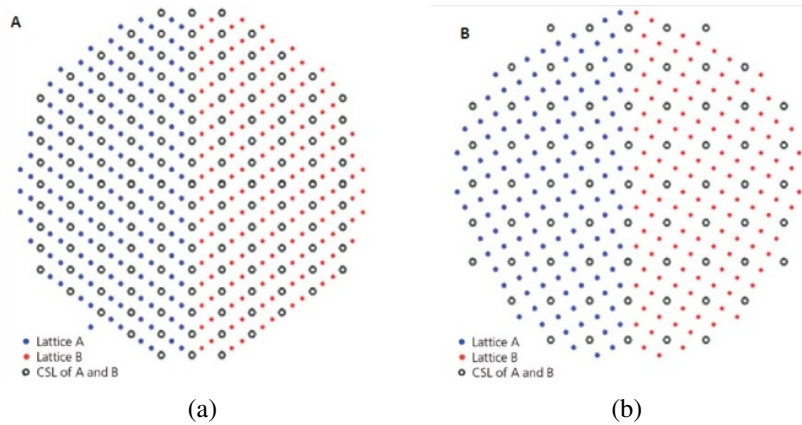 A
Lattice A
Lattice B
CSL of A and B
(a)
B
Lattice A
Lattice B
CSL of A and B
(b)